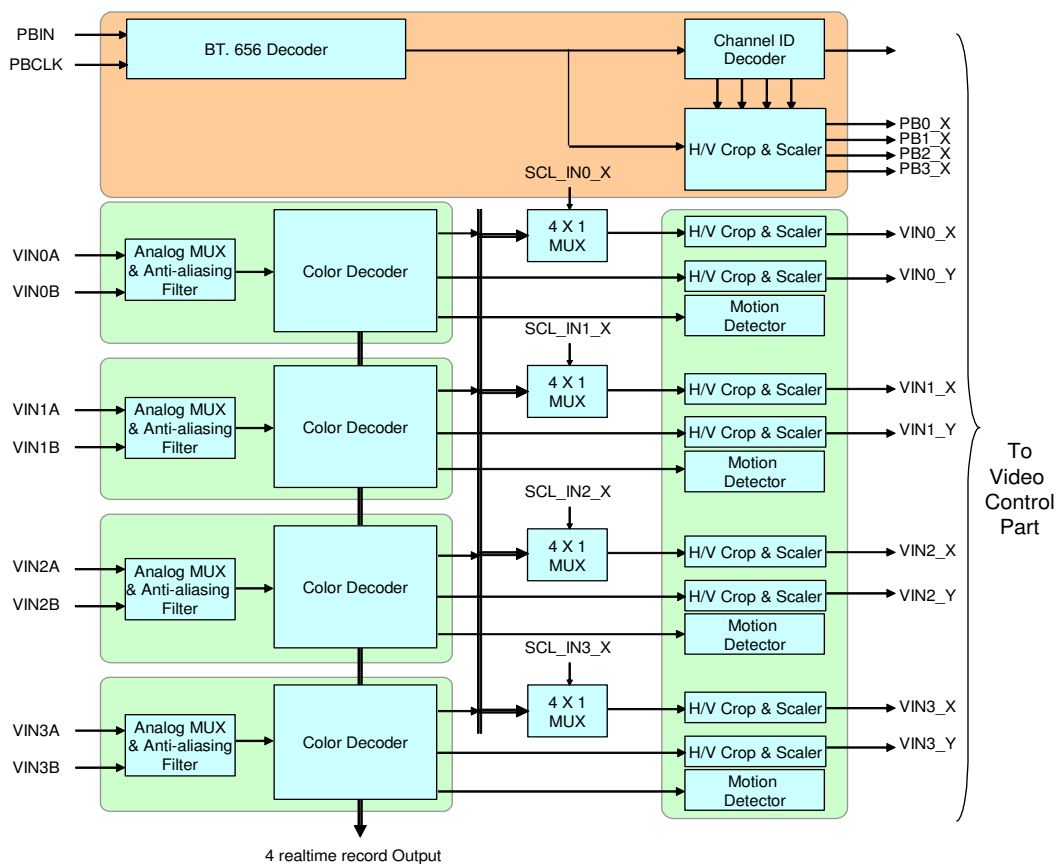 PBIN
PBCLK
BT. 656 Decoder
Channel ID
Decoder
H/V Crop & Scaler
PB0_X
PB1_X
PB2_X
PB3_X
SCL_IN0_X
VIN0A
VIN0B
Analog MUX
& Anti-aliasing
Filter
Color Decoder
4 X 1
MUX
H/V Crop & Scaler
VIN0_X
H/V Crop & Scaler
VIN0_Y
Motion
Detector
SCL_IN1_X
VIN1A
VIN1B
Analog MUX
& Anti-aliasing
Filter
Color Decoder
4 X 1
MUX
H/V Crop & Scaler
VIN1_X
H/V Crop & Scaler
VIN1_Y
Motion
Detector
SCL_IN2_X
VIN2A
VIN2B
Analog MUX
& Anti-aliasing
Filter
Color Decoder
4 X 1
MUX
H/V Crop & Scaler
VIN2_X
H/V Crop & Scaler
VIN2_Y
Motion
Detector
SCL_IN3_X
VIN3A
VIN3B
Analog MUX
& Anti-aliasing
Filter
Color Decoder
4 X 1
MUX
H/V Crop & Scaler
VIN3_X
H/V Crop & Scaler
VIN3_Y
Motion
Detector
To
Video
Control
Part
4 realtime record Output